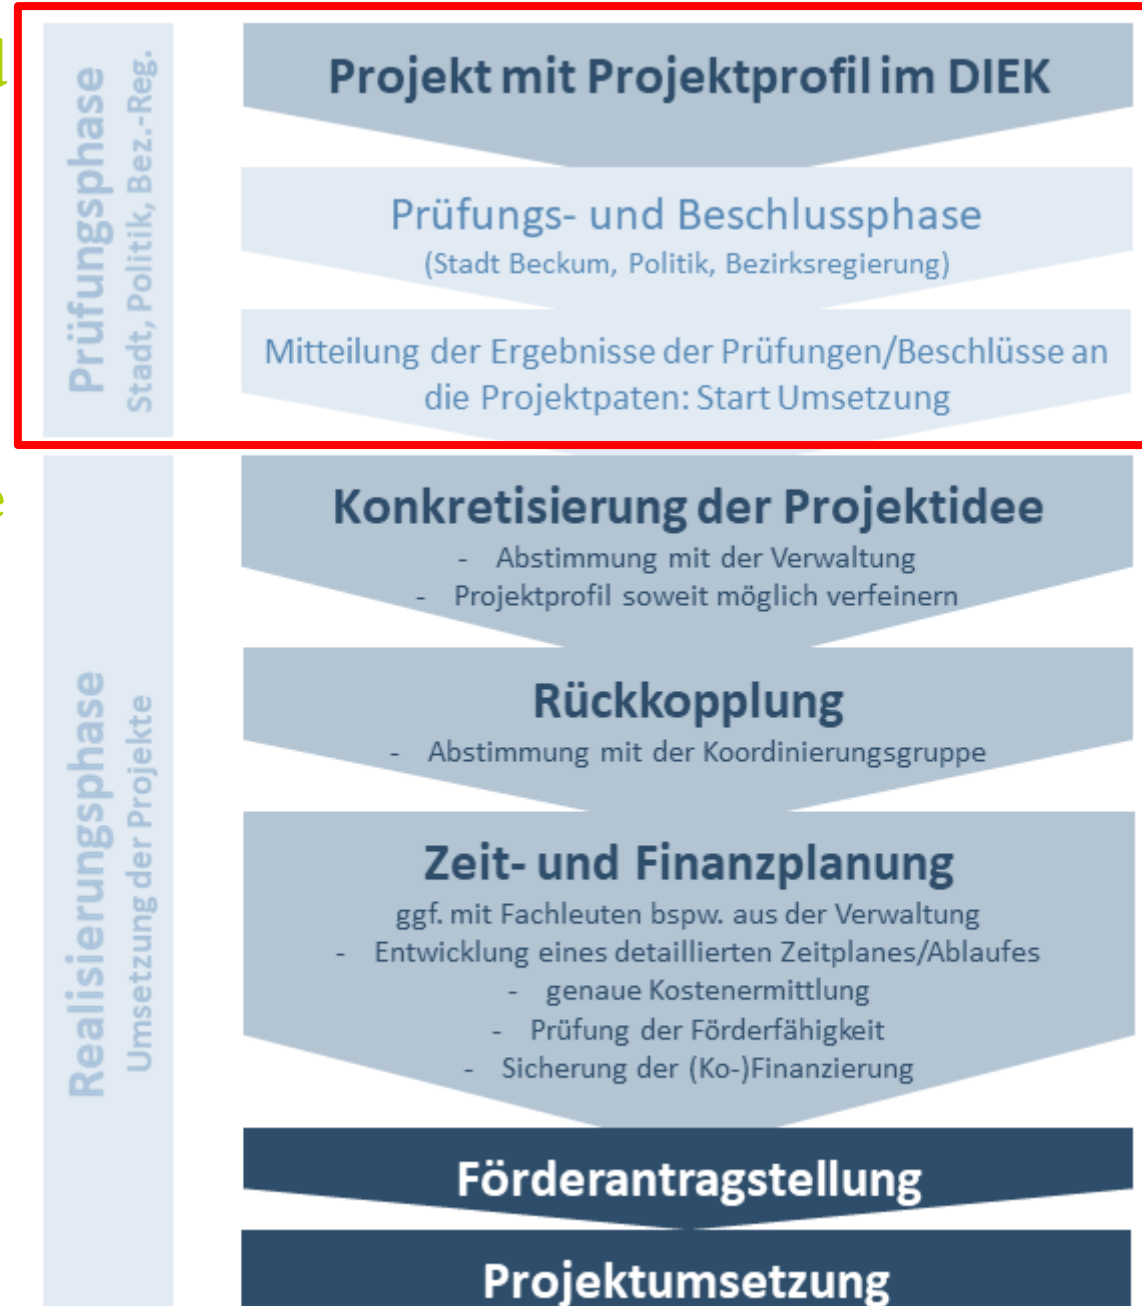 Prüfungsphase
Stadt, Politik, Bez.-Reg.
Projekt mit Projektprofil im DIEK
Prüfungs- und Beschlussphase
(Stadt Beckum, Politik, Bezirksregierung)
Mitteilung der Ergebnisse der Prüfungen/Beschlüsse an
die Projektpaten: Start Umsetzung
Realisierungsphase
Umsetzung der Projekte
Konkretisierung der Projektidee
- Abstimmung mit der Verwaltung
- Projektprofil soweit möglich verfeinern
Rückkopplung
- Abstimmung mit der Koordinierungsgruppe
Zeit- und Finanzplanung
ggf. mit Fachleuten bspw. aus der Verwaltung
- Entwicklung eines detaillierten Zeitplanes/Ablaufes
- genaue Kostenermittlung
- Prüfung der Förderfähigkeit
- Sicherung der (Ko-)Finanzierung
Förderantragstellung
Projektumsetzung